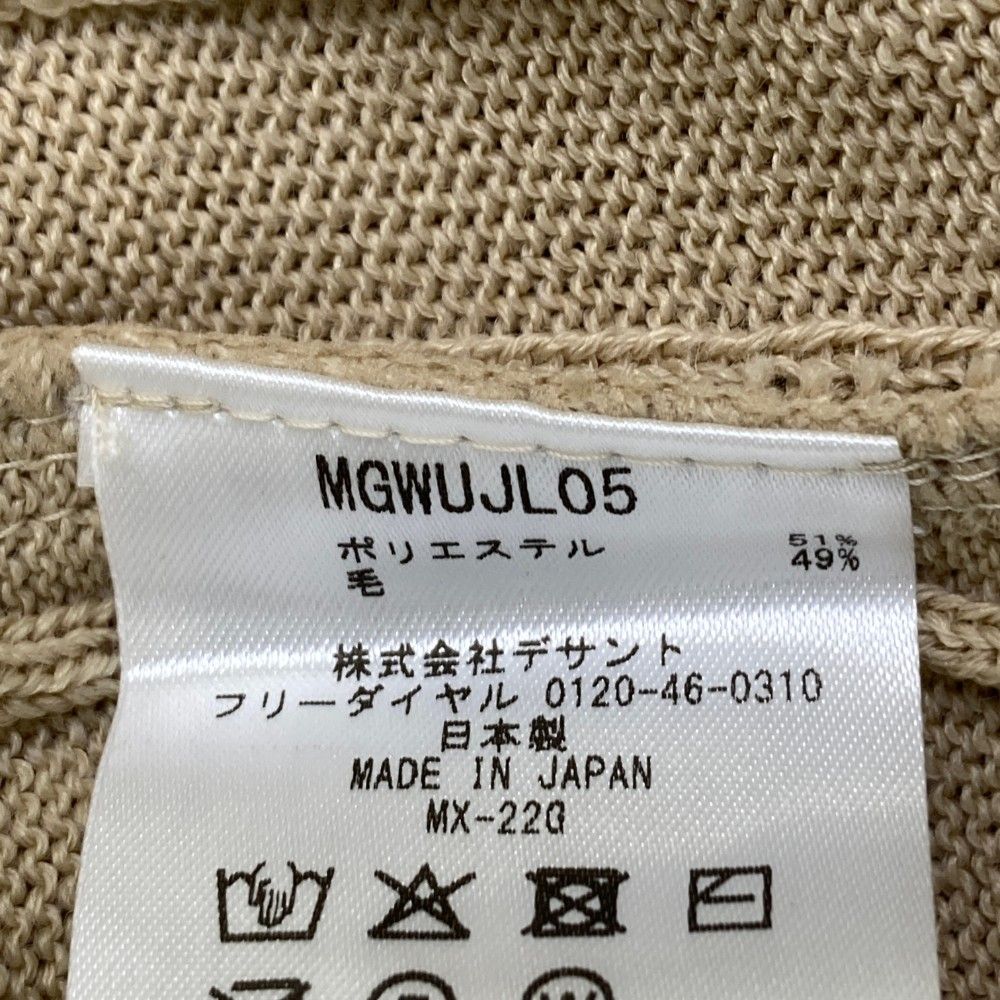 MGWUJL05
ポリエステル 51%
毛 49%
株式会社デサント
フリーダイヤル 0120-46-0310
日本製
MADE IN JAPAN
MX-22G